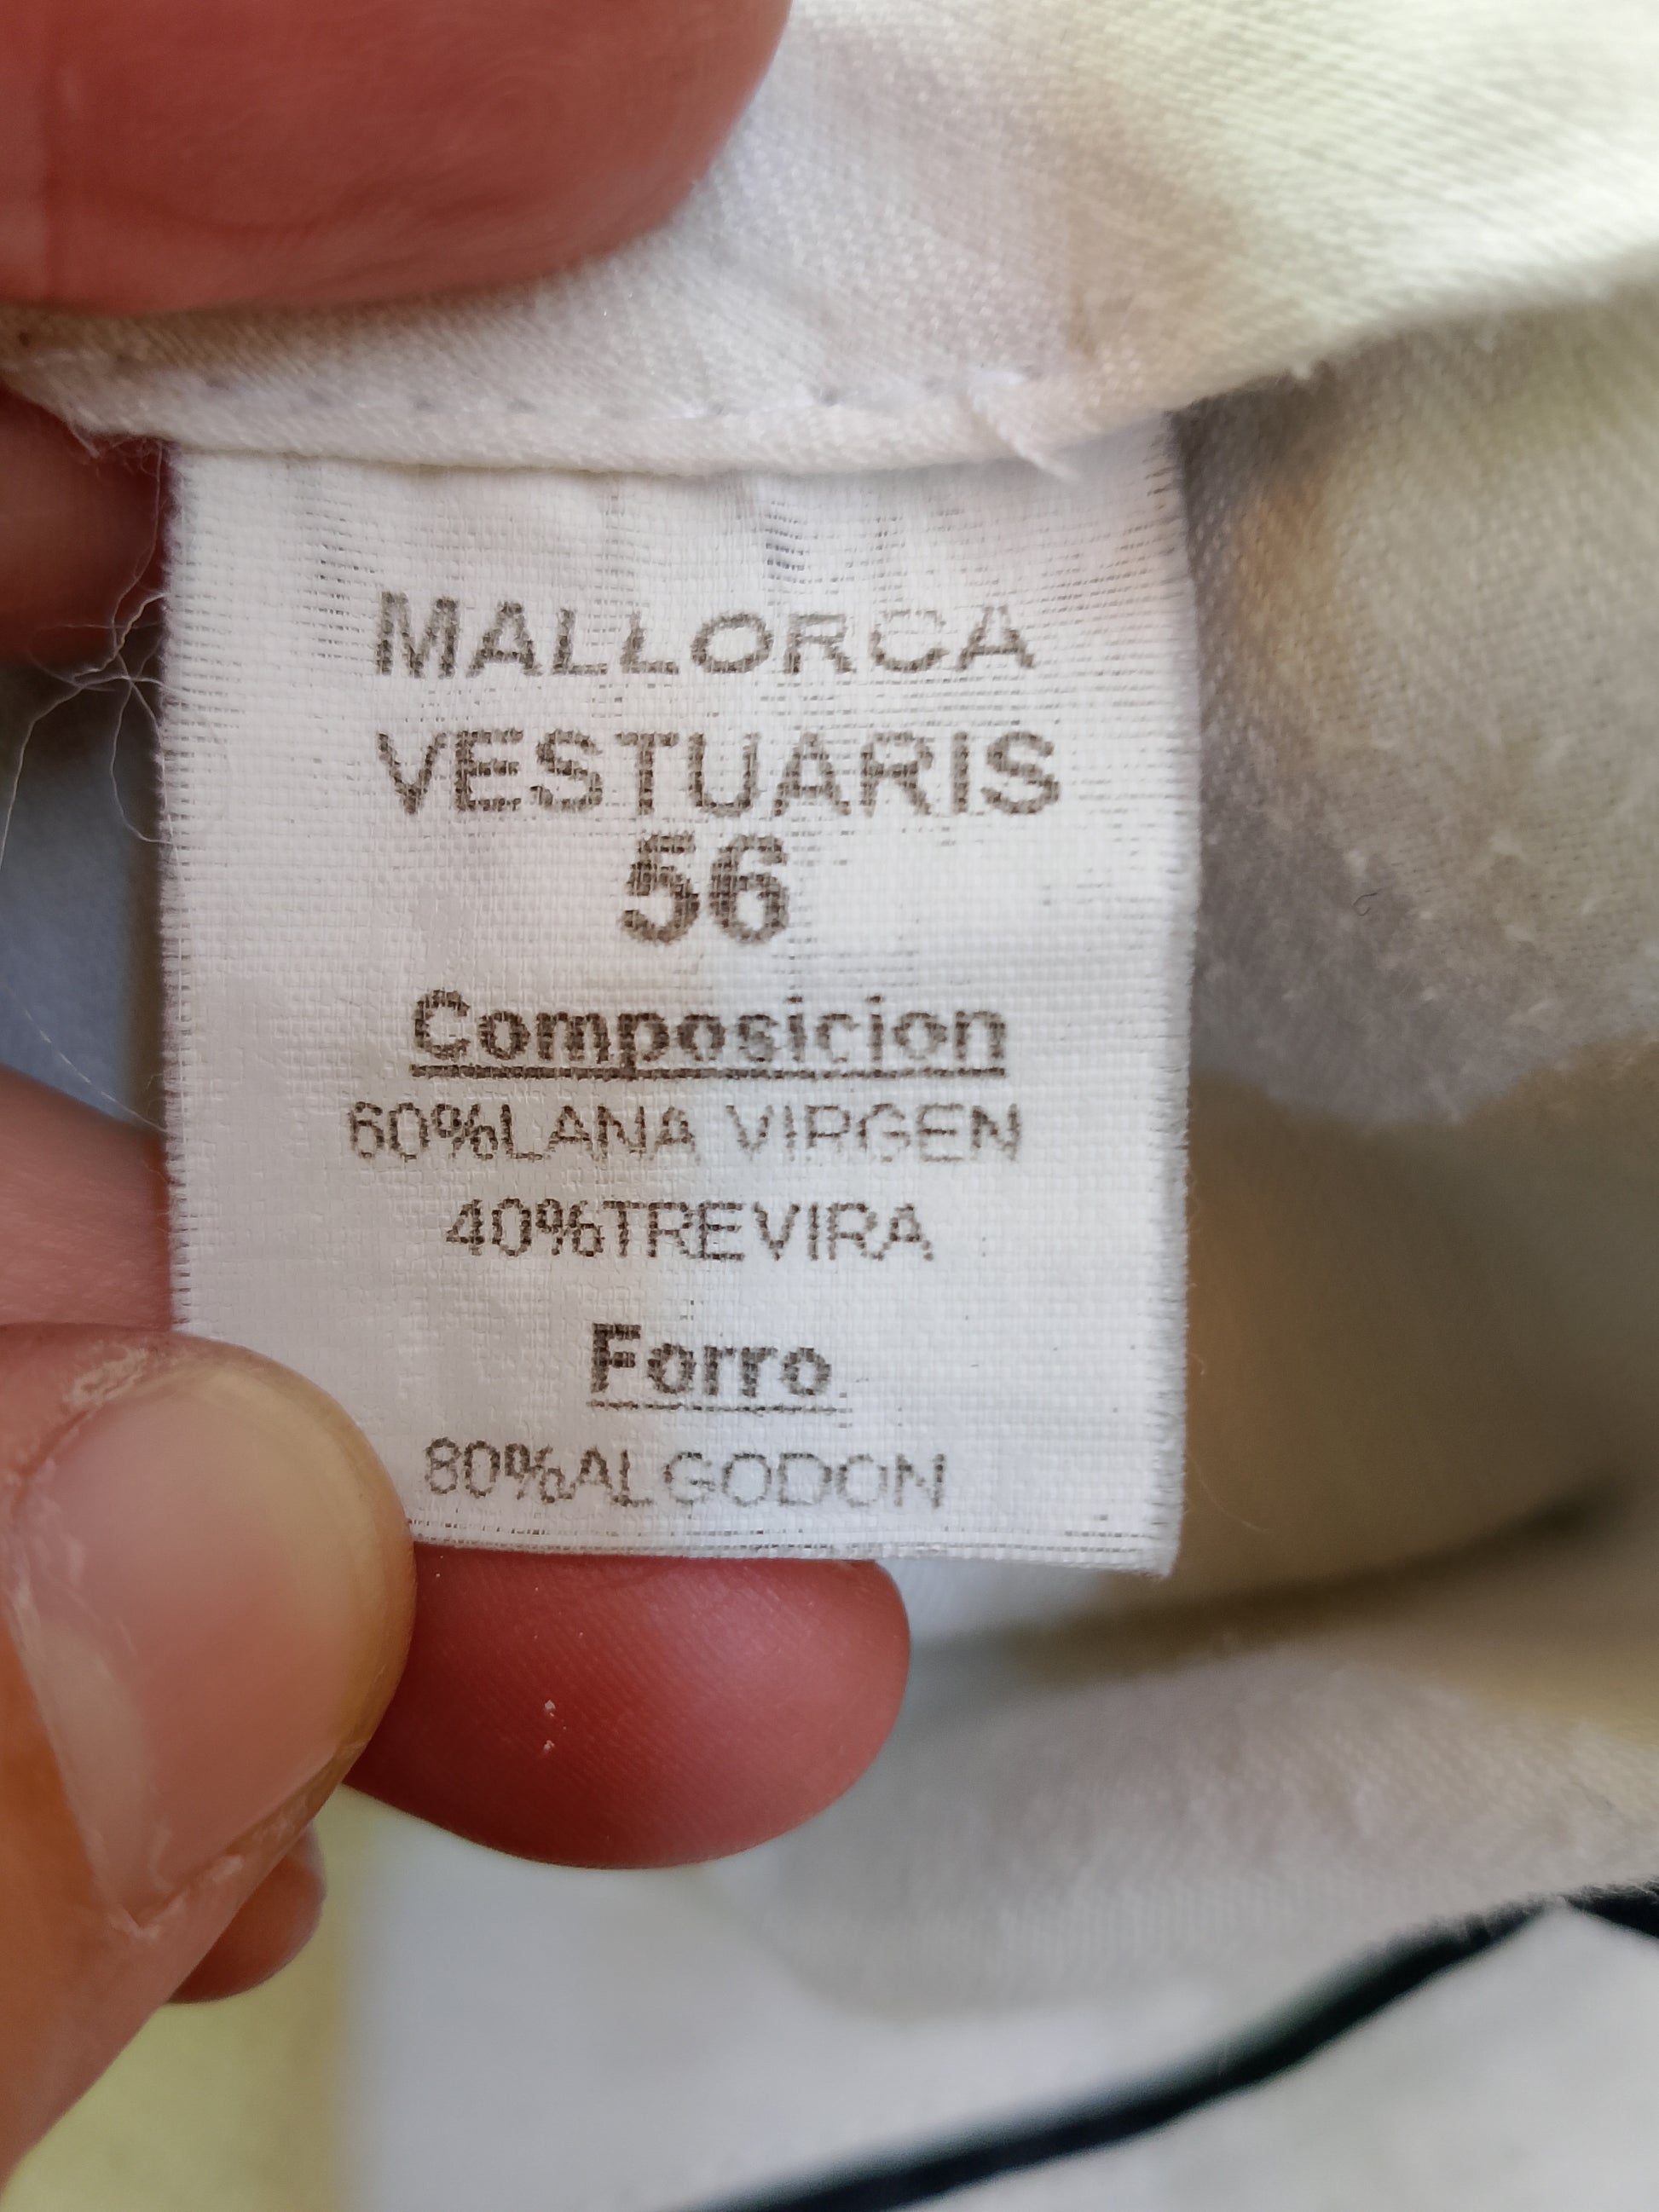 MALLORCA
VESTUARIS
56
Composicion
60%LANA VIRGEN
40%TREVIRA
Forro
80%ALGODON